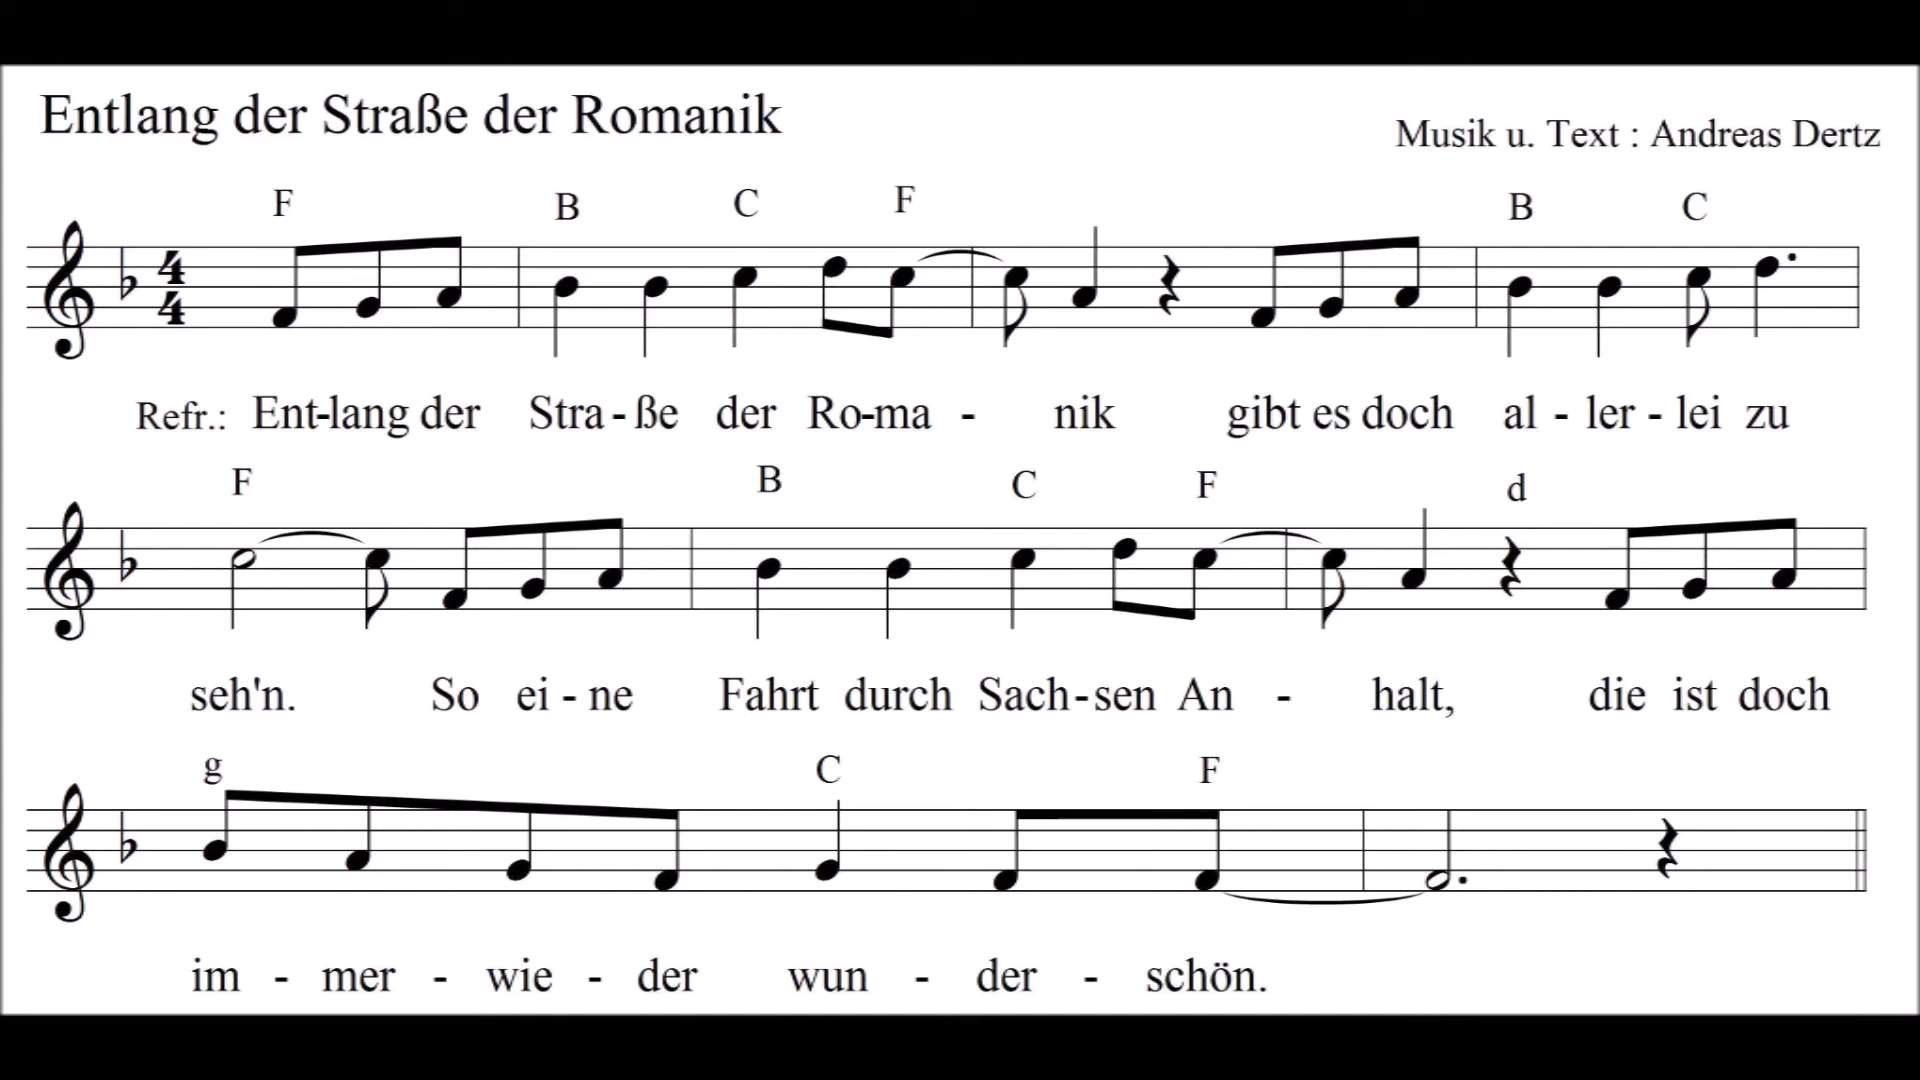 Entlang der Straße der Romanik
Musik u. Text : Andreas Dertz
F B C F B C
4
4
Refr.: Ent-lang der Stra - ße der Ro-ma - nik gibt es doch al - ler - lei zu
F B C F d
seh'n. So ei - ne Fahrt durch Sach-sen An - halt, die ist doch
g C F
im - mer - wie - der wun - der - schön.